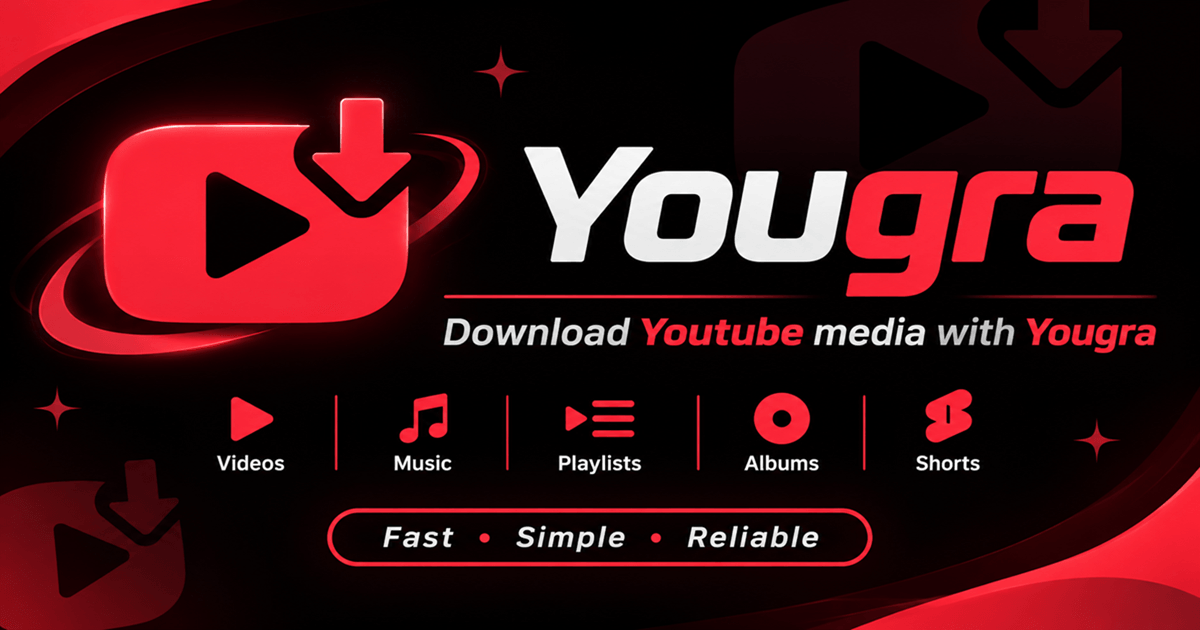 Yougra
Download Youtube media with Yougra
Videos
Music
Playlists
Albums
Shorts
Fast • Simple • Reliable